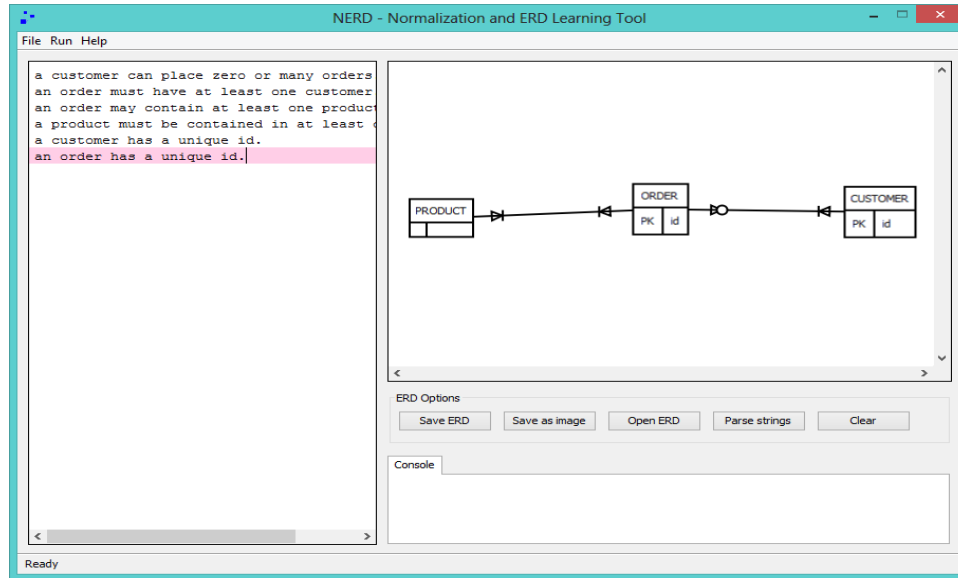 NERD - Normalization and ERD Learning Tool
File Run Help
a customer can place zero or many orders
an order must have at least one customer
an order may contain at least one product
a product must be contained in at least
a customer has a unique id.
an order has a unique id.
PRODUCT
ORDER
PK id
CUSTOMER
PK id
ERD Options
Save ERD Save as image Open ERD Parse strings Clear
Console
Ready